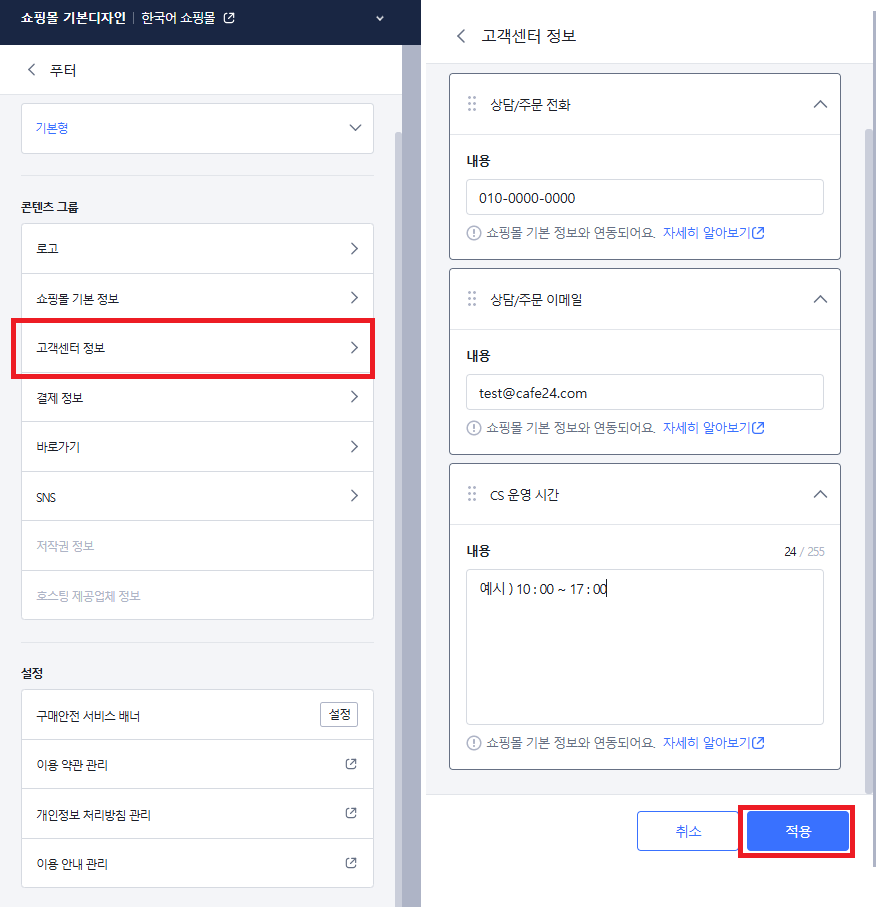 쇼핑몰 기본디자인 | 한국어 쇼핑몰
푸터
기본형
콘텐츠 그룹
로고
쇼핑몰 기본 정보
고객센터 정보
결제 정보
바로가기
SNS
저작권 정보
호스팅 제공업체 정보
설정
구매안전 서비스 배너
설정
이용 약관 관리
개인정보 처리방침 관리
이용 안내 관리
고객센터 정보
상담/주문 전화
내용
010-0000-0000
쇼핑몰 기본 정보와 연동되어요. 자세히 알아보기
상담/주문 이메일
내용
test@cafe24.com
쇼핑몰 기본 정보와 연동되어요. 자세히 알아보기
CS 운영 시간
내용
24 / 255
예시 ) 10 : 00 ~ 17 : 00
쇼핑몰 기본 정보와 연동되어요. 자세히 알아보기
취소
적용